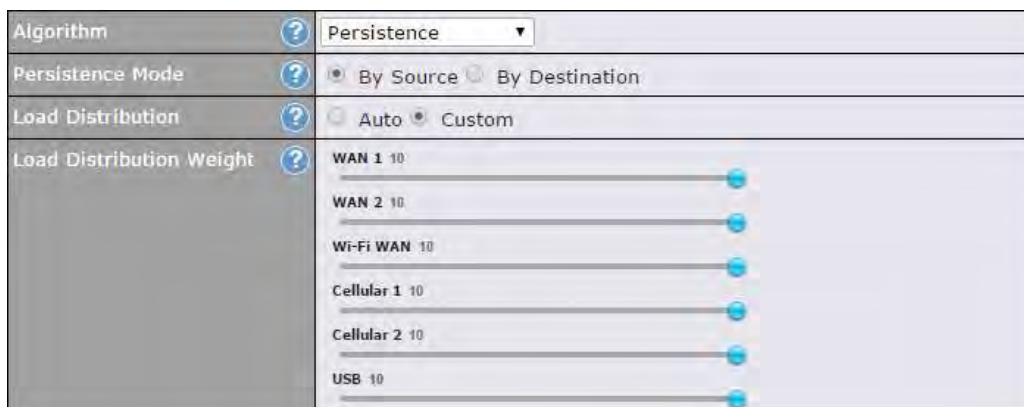 Algorithm ? Persistence
Persistence Mode ? By Source By Destination
Load Distribution ? Auto Custom
Load Distribution Weight ?
WAN 1 10
WAN 2 10
Wi-Fi WAN 10
Cellular 1 10
Cellular 2 10
USB 10